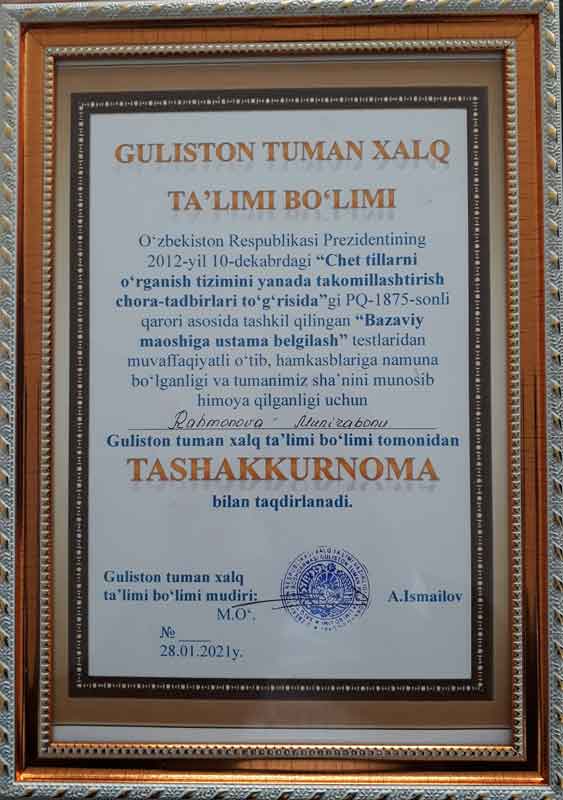 GULISTON TUMAN XALQ
TA’LIMI BO‘LIMI
O‘zbekiston Respublikasi Prezidentining
2012-yil 10-dekabrdagi “Chet tillarni
o‘rganish tizimini yanada takomillashtirish
chora-tadbirlari to‘g‘risida”gi PQ-1875-sonli
qarori asosida tashkil qilingan “Bazaviy
maoshiga ustama belgilash” testlaridan
muvaffaqiyatli o‘tib, hamkasblariga namuna
bo‘lganligi va tumanimiz sha’nini munosib
himoya qilganligi uchun
Rahmonova Munirabonu
Guliston tuman xalq ta’limi bo‘limi tomonidan
TASHAKKURNOMA
bilan taqdirlanadi.
Guliston tuman xalq
ta’limi bo‘limi mudiri: A.Ismailov
M.O‘.
№ ____
28.01.2021y.